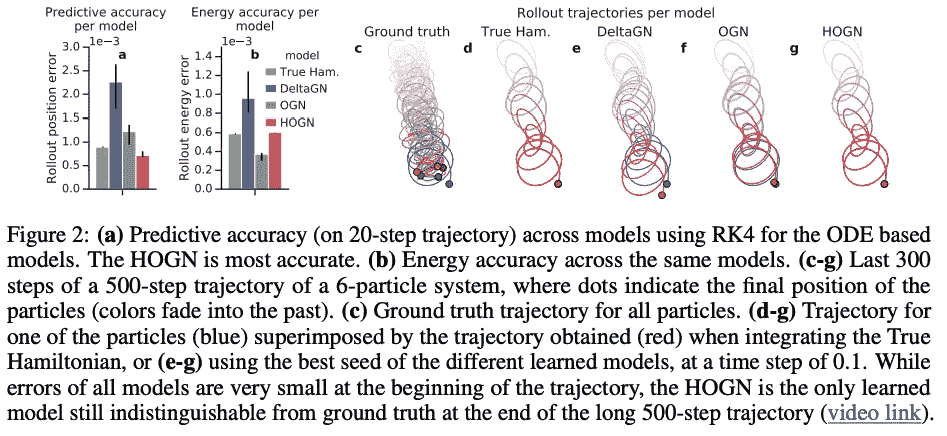 Predictive accuracy
per model
1e−3
a
Rollout position error
3.0
2.5
2.0
1.5
1.0
0.5
0.0
Energy accuracy per
model
1e−3
b
Rollout energy error
1.4
1.2
1.0
0.8
0.6
0.4
0.2
0.0
model
True Ham.
DeltaGN
OGN
HOGN
Rollout trajectories per model
c Ground truth
d True Ham.
e DeltaGN
f OGN
g HOGN
Figure 2: (a) Predictive accuracy (on 20-step trajectory) across models using RK4 for the ODE based
models. The HOGN is most accurate. (b) Energy accuracy across the same models. (c-g) Last 300
steps of a 500-step trajectory of a 6-particle system, where dots indicate the final position of the
particles (colors fade into the past). (c) Ground truth trajectory for all particles. (d-g) Trajectory for
one of the particles (blue) superimposed by the trajectory obtained (red) when integrating the True
Hamiltonian, or (e-g) using the best seed of the different learned models, at a time step of 0.1. While
errors of all models are very small at the beginning of the trajectory, the HOGN is the only learned
model still indistinguishable from ground truth at the end of the long 500-step trajectory (video link).